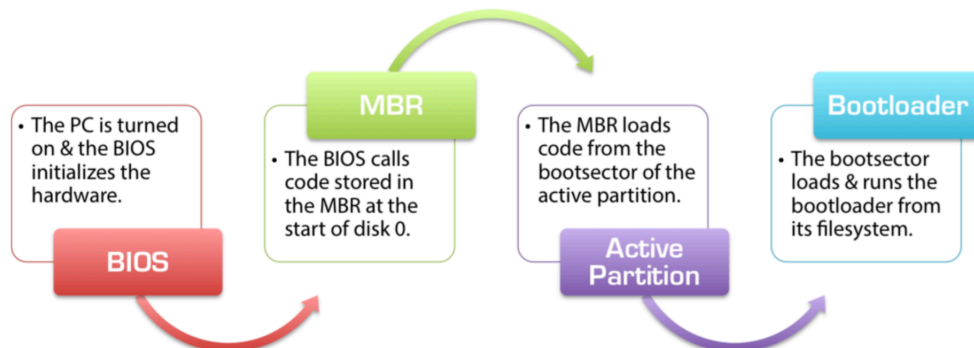 • The PC is turned
on & the BIOS
initializes the
hardware.
BIOS
MBR
• The BIOS calls
code stored in
the MBR at the
start of disk 0.
• The MBR loads
code from the
bootsector of the
active partition.
Active
Partition
Bootloader
• The bootsector
loads & runs the
bootloader from
its filesystem.